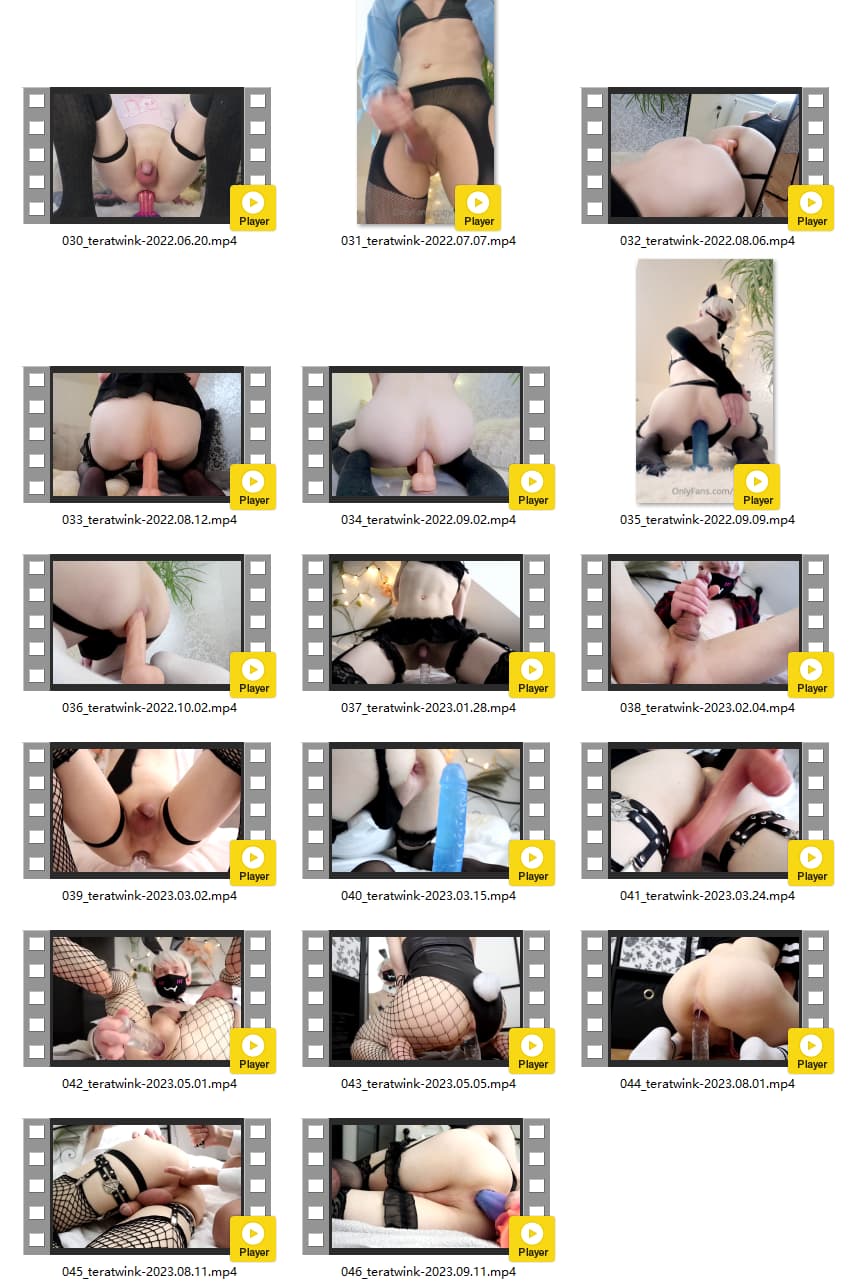 Player
Player
Player
030_teratwink-2022.06.20.mp4
031_teratwink-2022.07.07.mp4
032_teratwink-2022.08.06.mp4
OnlyFans.com/
Player
Player
Player
033_teratwink-2022.08.12.mp4
034_teratwink-2022.09.02.mp4
035_teratwink-2022.09.09.mp4
Player
Player
Player
036_teratwink-2022.10.02.mp4
037_teratwink-2023.01.28.mp4
038_teratwink-2023.02.04.mp4
Player
Player
Player
039_teratwink-2023.03.02.mp4
040_teratwink-2023.03.15.mp4
041_teratwink-2023.03.24.mp4
Player
Player
Player
042_teratwink-2023.05.01.mp4
043_teratwink-2023.05.05.mp4
044_teratwink-2023.08.01.mp4
Player
Player
045_teratwink-2023.08.11.mp4
046_teratwink-2023.09.11.mp4